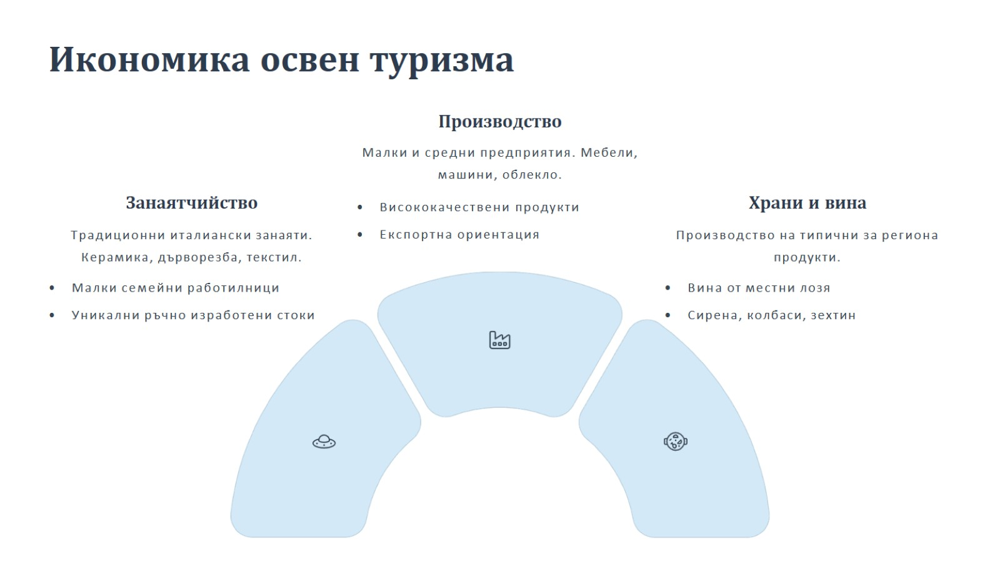 Икономика освен туризма
Производство
Малки и средни предприятия. Мебели,
машини, облекло.
• Висококачествени продукти
• Експортна ориентация
Занаятчийство
Традиционни италиански занаяти.
Керамика, дърворезба, текстил.
• Малки семейни работилници
• Уникални ръчно изработени стоки
Храни и вина
Производство на типични за региона
продукти.
• Вина от местни лозя
• Сирена, колбаси, зехтин